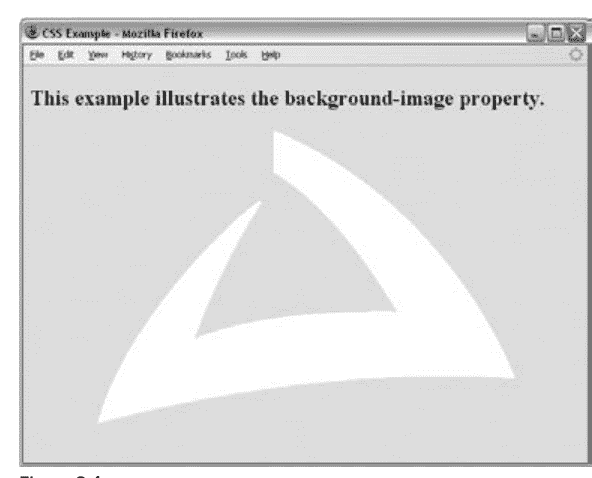 CSS Example - Mozilla Firefox
File Edit View History Bookmarks Tools Help
This example illustrates the background-image property.